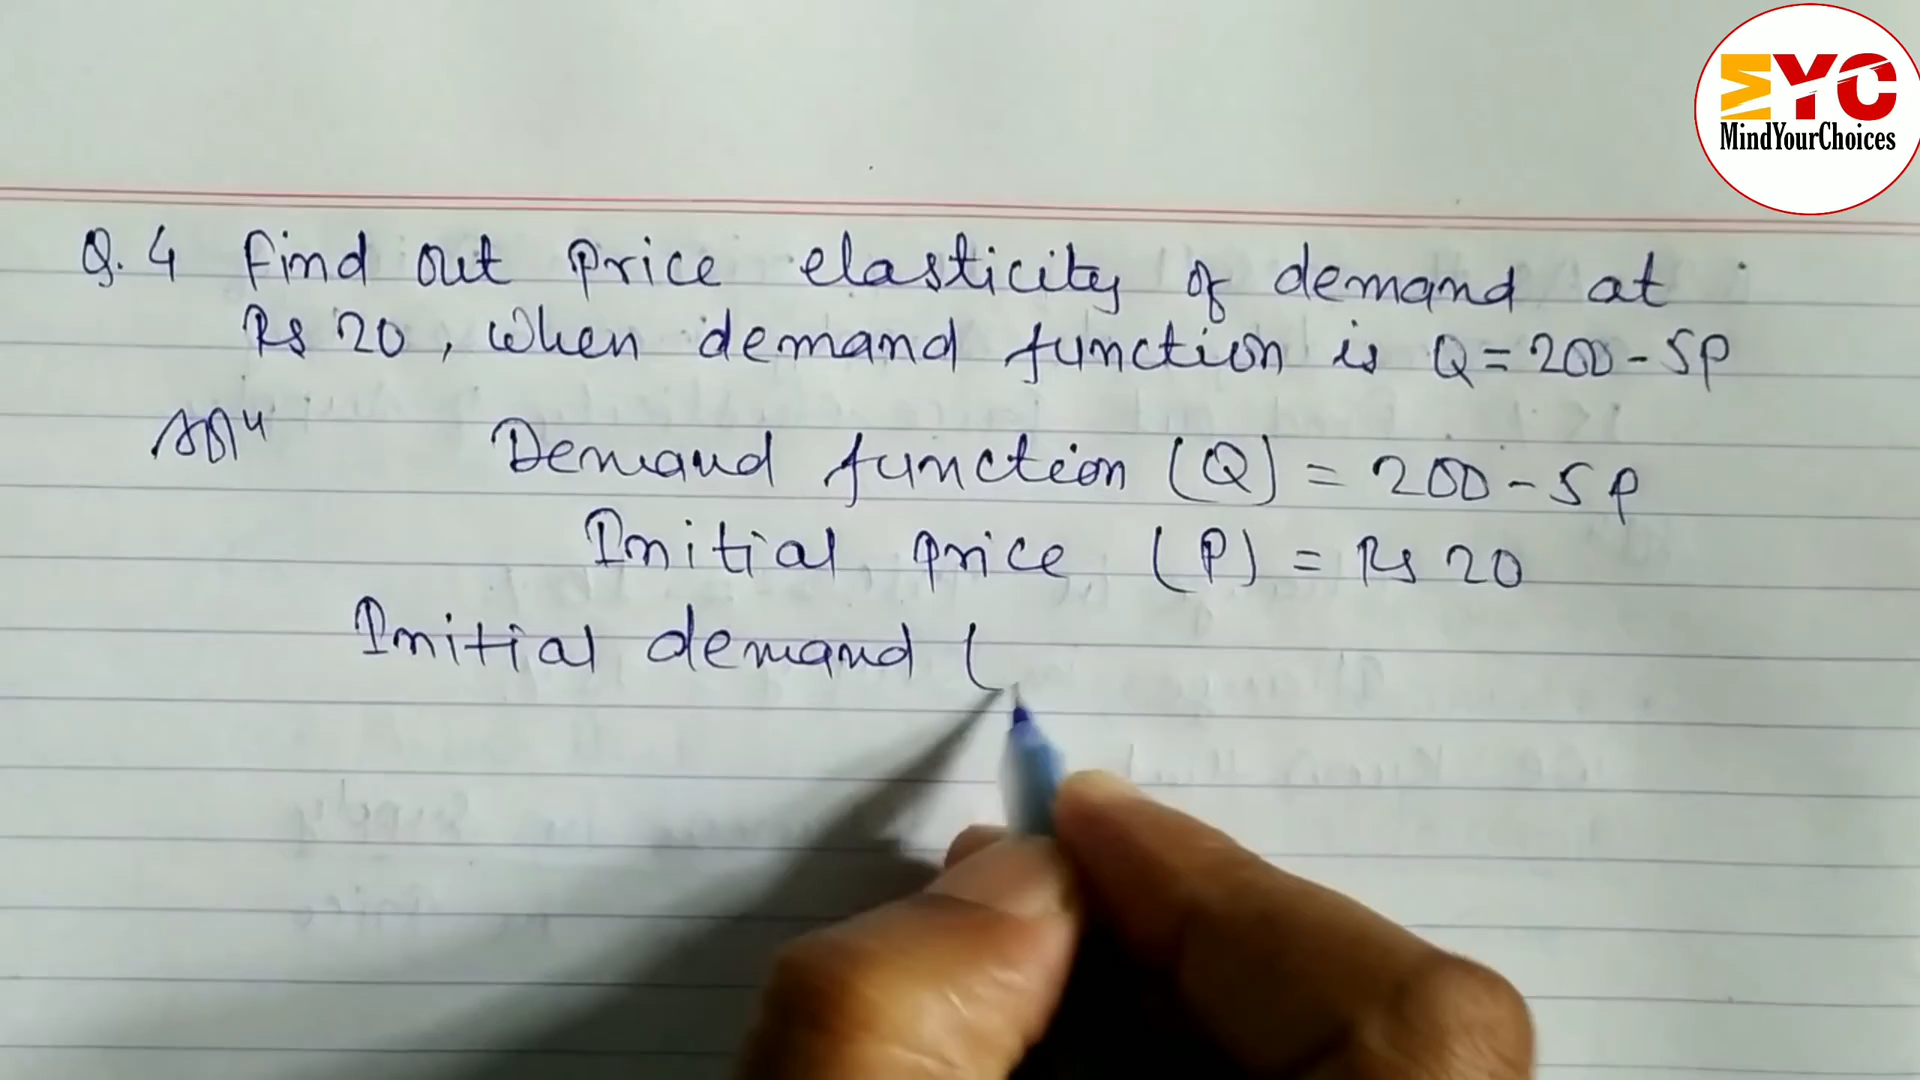 MYC
MindYourChoices
Q.4 Find out price elasticity of demand at
Rs 20, when demand function is Q=200-5P
Demand function (Q) = 200-5P
Initial price (P) = Rs 20
Initial demand (